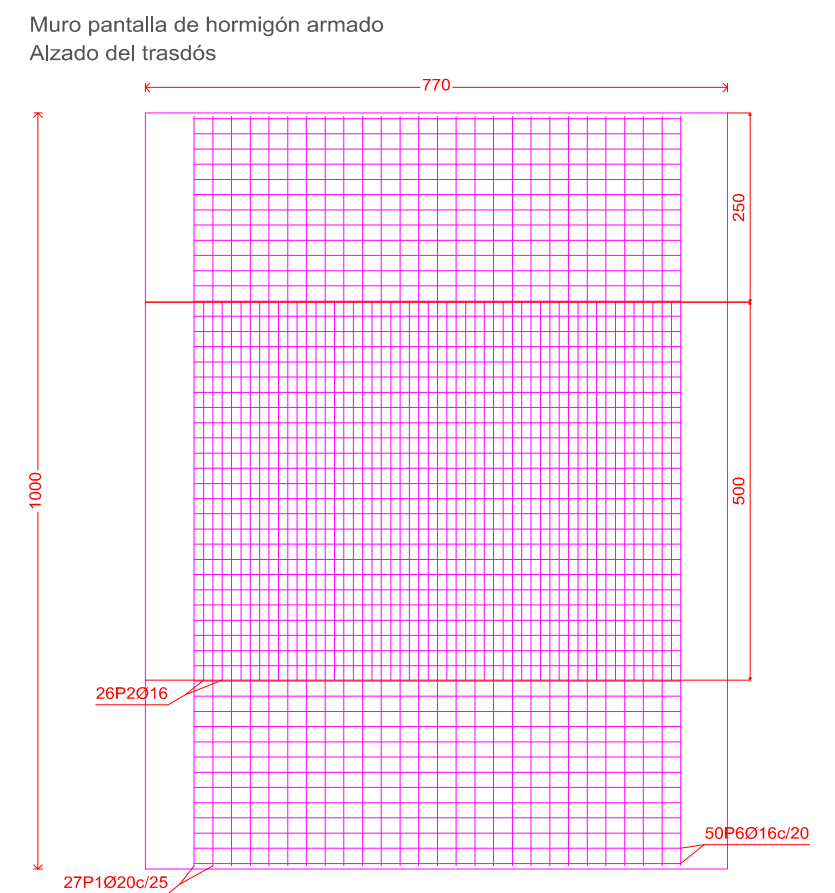 Muro pantalla de hormigón armado
Alzado del trasdós
770
250
1000
500
26P2Ø16
50P6Ø16c/20
27P1Ø20c/25